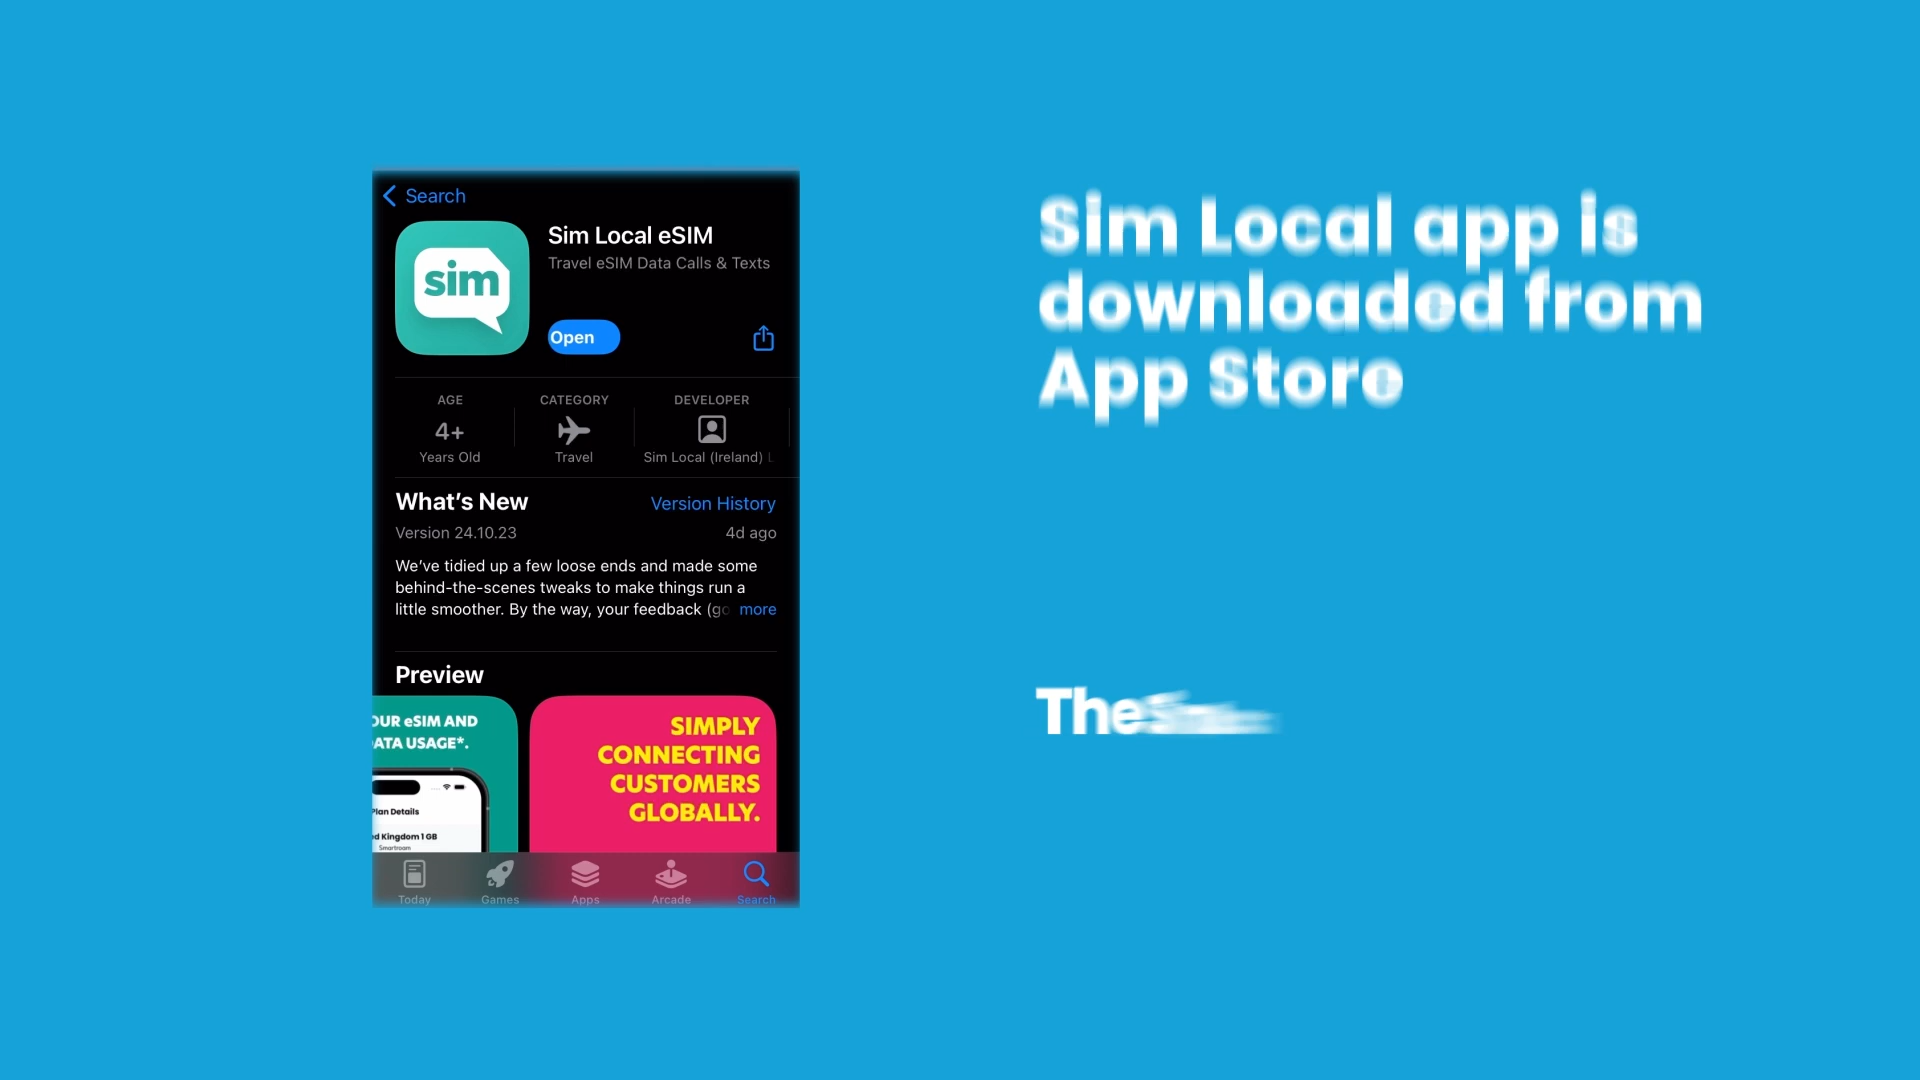 Search
sim
Sim Local eSIM
Travel eSIM Data Calls & Texts
Open
AGE
4+
Years Old
CATEGORY
Travel
DEVELOPER
Sim Local (Ireland) L
What's New
Version History
Version 24.10.23
4d ago
We've tidied up a few loose ends and made some
behind-the-scenes tweaks to make things run a
little smoother. By the way, your feedback (go more
Preview
OUR eSIM AND
ATA USAGE*.
Plan Details
d Kingdom 1 GB
Smartroam
SIMPLY
CONNECTING
CUSTOMERS
GLOBALLY.
Today
Games
Apps
Arcade
Search
Sim Local app is
downloaded from
App Store
The